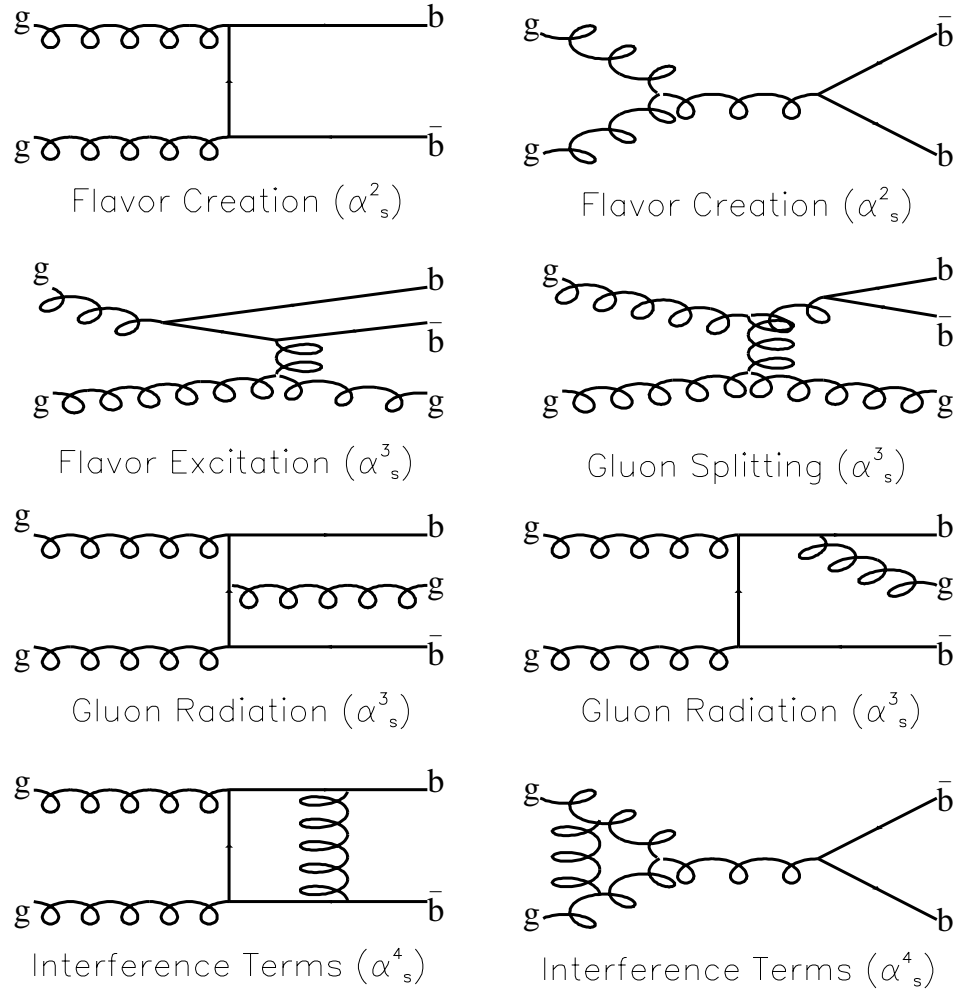 g b g b̄
g b̄ g b
Flavor Creation (α²ₛ) Flavor Creation (α²ₛ)
g b g b
b̄ b̄
g g g g
Flavor Excitation (α³ₛ) Gluon Splitting (α³ₛ)
g b g b
g g
g b̄ g b̄
Gluon Radiation (α³ₛ) Gluon Radiation (α³ₛ)
g b g b̄
g b̄ g b
Interference Terms (α⁴ₛ) Interference Terms (α⁴ₛ)